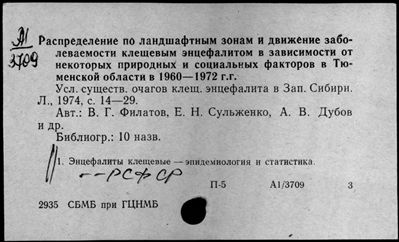 А1
3709
Распределение по ландшафтным зонам и движение забо-
леваемости клещевым энцефалитом в зависимости от
некоторых природных и социальных факторов в Тю-
менской области в 1960—1972 г.г.
Усл. существ. очагов клещ. энцефалита в Зап. Сибири.
Л., 1974, с. 14—29.
Авт.: В. Г. Филатов, Е. Н. Сульженко, А. В. Дубов
и др.
Библиогр.: 10 назв.
1. Энцефалиты клещевые — эпидемиология и статистика.
- - РСФСР
П-5 А1/3709 3
2935 СБМБ при ГЦНМБ